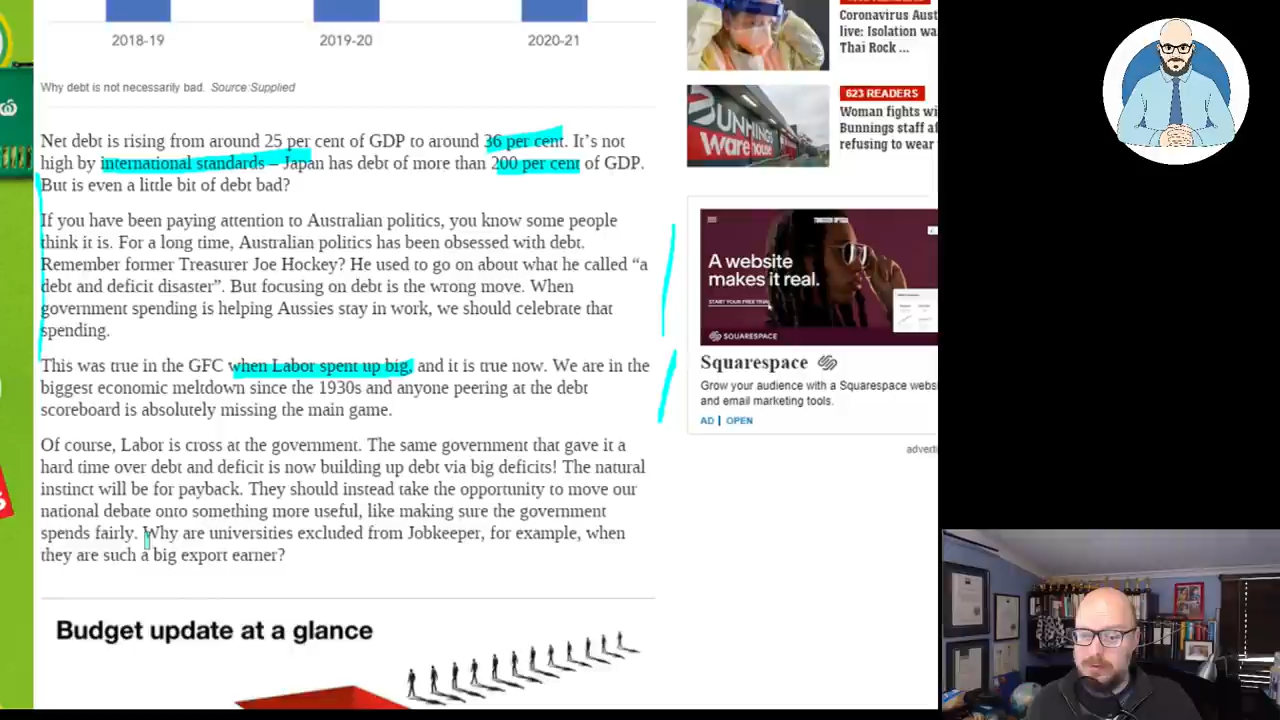 2018-19
2019-20
2020-21
Why debt is not necessarily bad. Source:Supplied
Net debt is rising from around 25 per cent of GDP to around 36 per cent. It’s not
high by international standards – Japan has debt of more than 200 per cent of GDP.
But is even a little bit of debt bad?
If you have been paying attention to Australian politics, you know some people
think it is. For a long time, Australian politics has been obsessed with debt.
Remember former Treasurer Joe Hockey? He used to go on about what he called “a
debt and deficit disaster”. But focusing on debt is the wrong move. When
government spending is helping Aussies stay in work, we should celebrate that
spending.
This was true in the GFC when Labor spent up big, and it is true now. We are in the
biggest economic meltdown since the 1930s and anyone peering at the debt
scoreboard is absolutely missing the main game.
Of course, Labor is cross at the government. The same government that gave it a
hard time over debt and deficit is now building up debt via big deficits! The natural
instinct will be for payback. They should instead take the opportunity to move our
national debate onto something more useful, like making sure the government
spends fairly. Why are universities excluded from Jobkeeper, for example, when
they are such a big export earner?
Budget update at a glance
Coronavirus Aust
live: Isolation wa
Thai Rock ...
623 READERS
Woman fights wi
Bunnings staff af
refusing to wear
BUNNINGS
warehouse
A website
makes it real.
START YOUR FREE TRIAL
SQUARESPACE
Squarespace
Grow your audience with a Squarespace websi
and email marketing tools.
AD | OPEN
adverti